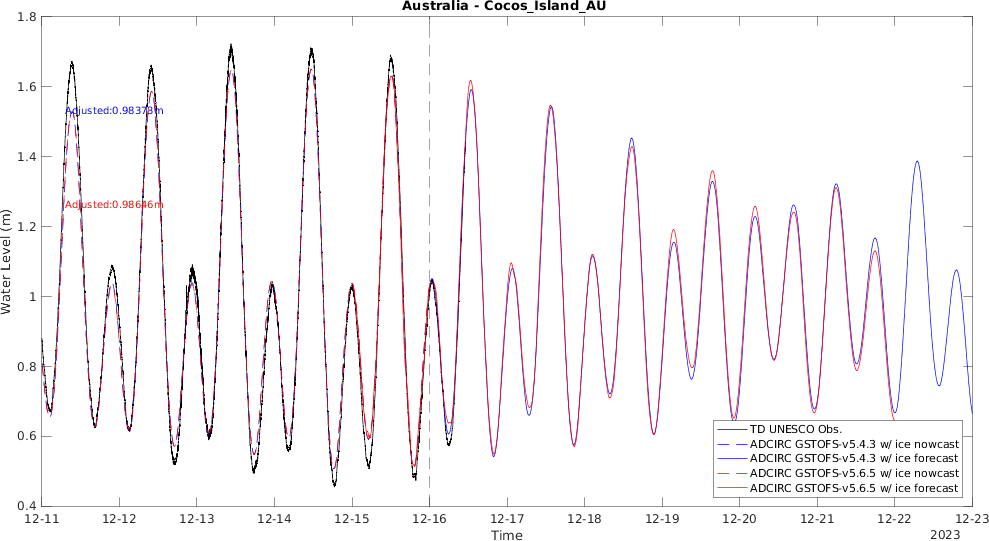 Australia - Cocos_Island_AU
1.8
1.6
1.4
1.2
1
0.8
0.6
0.4
Water Level (m)
Adjusted:0.98373m
Adjusted:0.98646m
TD UNESCO Obs.
ADCIRC GSTOFS-v5.4.3 w/ ice nowcast
ADCIRC GSTOFS-v5.4.3 w/ ice forecast
ADCIRC GSTOFS-v5.6.5 w/ ice nowcast
ADCIRC GSTOFS-v5.6.5 w/ ice forecast
12-11 12-12 12-13 12-14 12-15 12-16 12-17 12-18 12-19 12-20 12-21 12-22 12-23
Time
2023